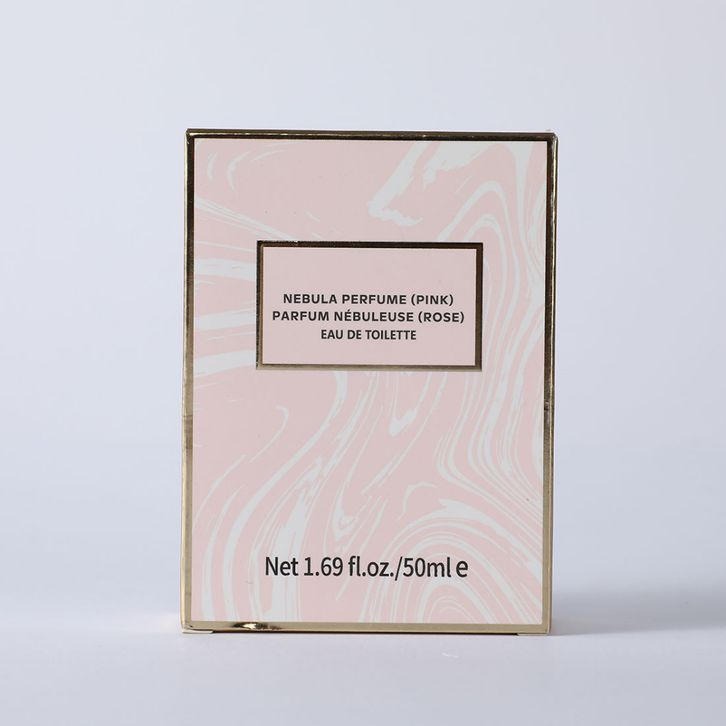 NEBULA PERFUME (PINK)
PARFUM NÉBULEUSE (ROSE)
EAU DE TOILETTE
Net 1.69 fl.oz./50ml e